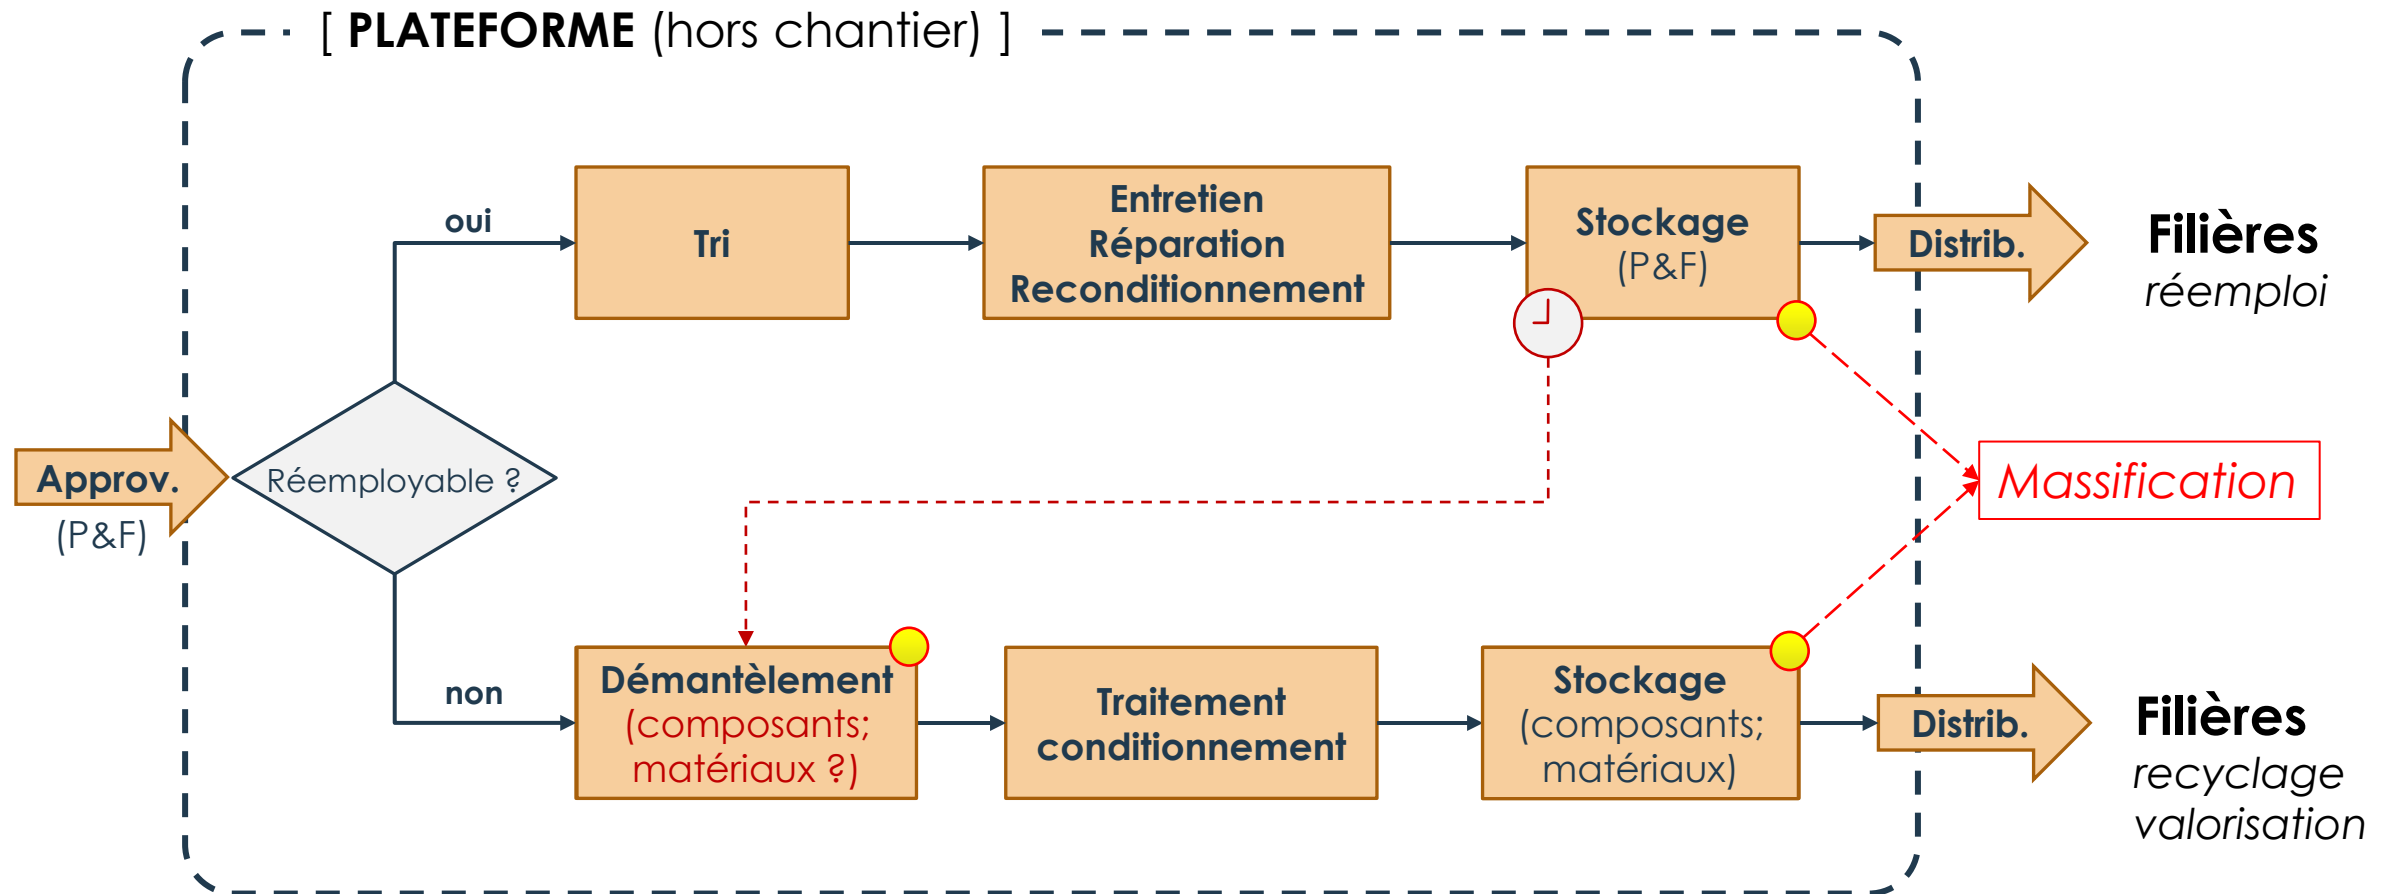 [ PLATEFORME (hors chantier) ]
oui
Tri
Entretien
Réparation
Reconditionnement
Stockage
(P&F)
Distrib.
Filières
réemploi
Approv.
(P&F)
Réemployable ?
Massification
non
Démantèlement
(composants;
matériaux ?)
Traitement
conditionnement
Stockage
(composants;
matériaux)
Distrib.
Filières
recyclage
valorisation